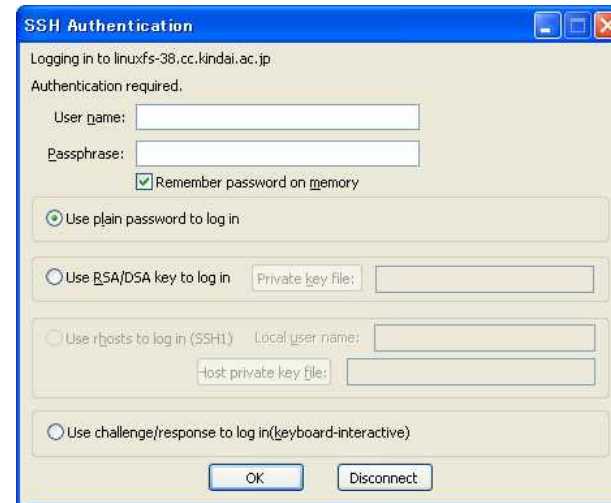 SSH Authentication
Logging in to linuxfs-38.cc.kindai.ac.jp
Authentication required.
User name:
Passphrase:
Remember password on memory
Use plain password to log in
Use RSA/DSA key to log in Private key file:
Use rhosts to log in (SSH1) Local user name:
Host private key file:
Use challenge/response to log in(keyboard-interactive)
OK Disconnect